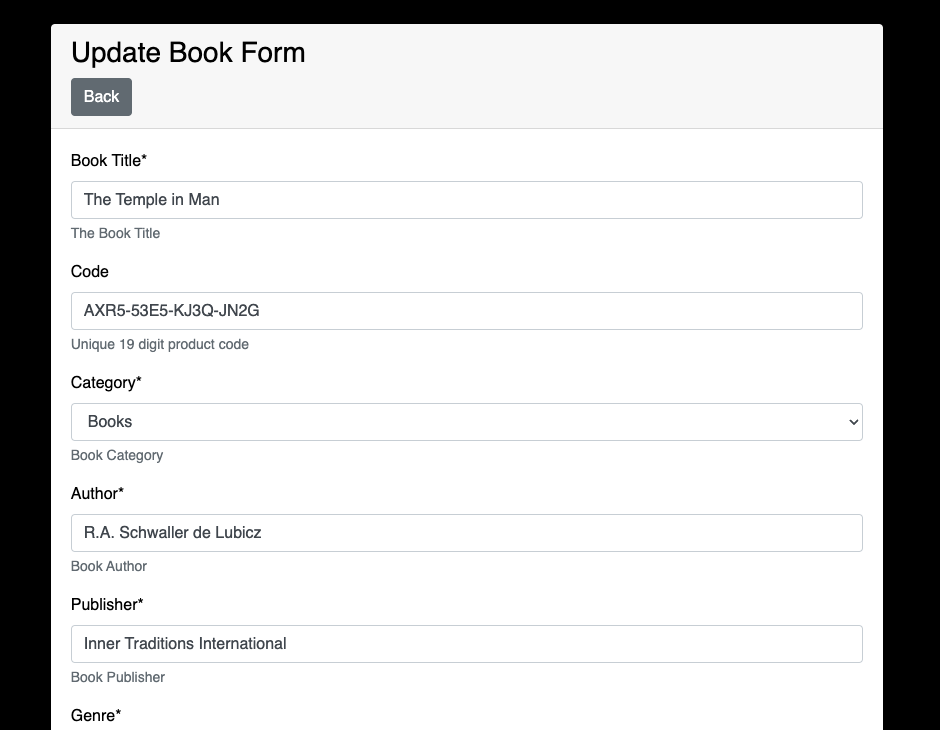 Update Book Form
Back
Book Title*
The Temple in Man
The Book Title
Code
AXR5-53E5-KJ3Q-JN2G
Unique 19 digit product code
Category*
Books
Book Category
Author*
R.A. Schwaller de Lubicz
Book Author
Publisher*
Inner Traditions International
Book Publisher
Genre*